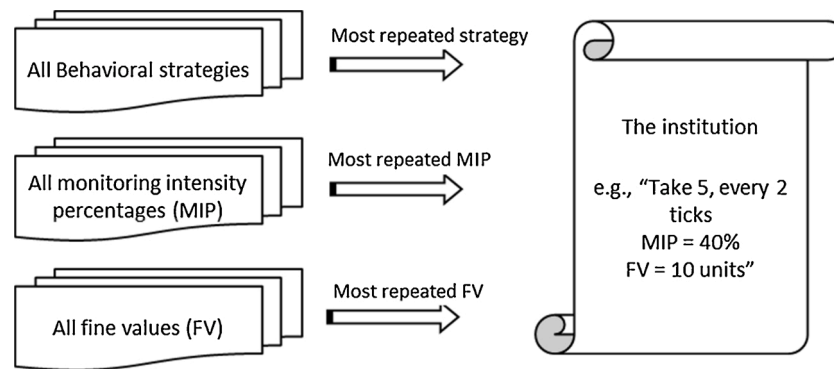 All Behavioral strategies
Most repeated strategy
All monitoring intensity
percentages (MIP)
Most repeated MIP
All fine values (FV)
Most repeated FV
The institution
e.g., “Take 5, every 2
ticks
MIP = 40%
FV = 10 units”